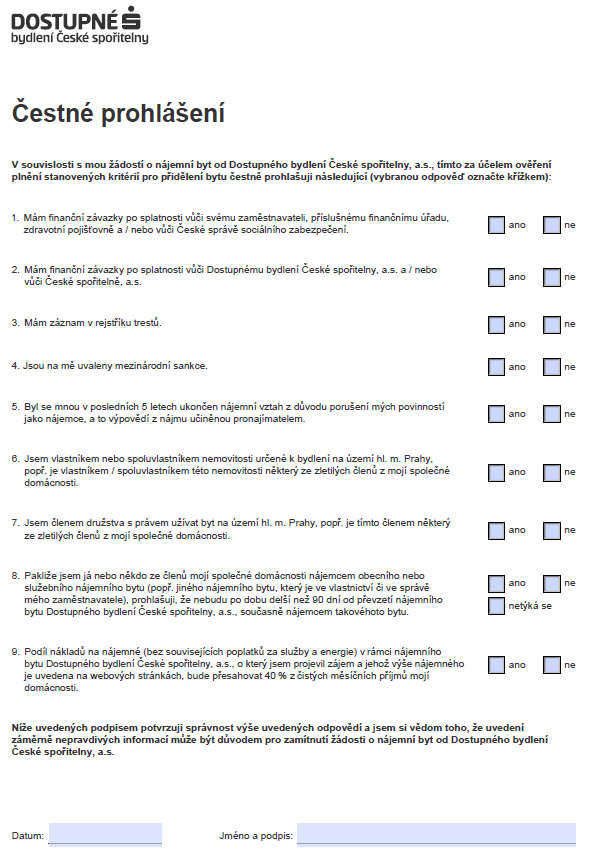 DOSTUPNÉ
bydlení České spořitelny
Čestné prohlášení
V souvislosti s mou žádostí o nájemní byt od Dostupného bydlení České spořitelny, a.s., tímto za účelem ověření
plnění stanovených kritérií pro přidělení bytu čestně prohlašuji následující (vybranou odpověď označte křížkem):
1. Mám finanční závazky po splatnosti vůči svému zaměstnavateli, příslušnému finančnímu úřadu,
zdravotní pojišťovně a / nebo vůči České správě sociálního zabezpečení.
ano ne
2. Mám finanční závazky po splatnosti vůči Dostupnému bydlení České spořitelny, a.s. a / nebo
vůči České spořitelně, a.s.
ano ne
3. Mám záznam v rejstříku trestů.
ano ne
4. Jsou na mě uvaleny mezinárodní sankce.
ano ne
5. Byl se mnou v posledních 5 letech ukončen nájemní vztah z důvodu porušení mých povinností
jako nájemce, a to výpovědí z nájmu učiněnou pronajímatelem.
ano ne
6. Jsem vlastníkem nebo spoluvlastníkem nemovitosti určené k bydlení na území hl. m. Prahy,
popř. je vlastníkem / spoluvlastníkem této nemovitosti některý ze zletilých členů z mojí společné
domácnosti.
ano ne
7. Jsem členem družstva s právem užívat byt na území hl. m. Prahy, popř. je tímto členem některý
ze zletilých členů z mojí společné domácnosti.
ano ne
8. Pakliže jsem já nebo někdo ze členů mojí společné domácnosti nájemcem obecního nebo
služebního nájemního bytu (popř. jiného nájemního bytu, který je ve vlastnictví či ve správě
mého zaměstnavatele), prohlašuji, že nebudu po dobu delší než 90 dní od převzetí nájemního
bytu Dostupného bydlení České spořitelny, a.s., současně nájemcem takovéhoto bytu.
ano ne
netýká se
9. Podíl nákladů na nájemné (bez souvisejících poplatků za služby a energie) v rámci nájemního
bytu Dostupného bydlení České spořitelny, a.s., o který jsem projevil zájem a jehož výše nájemného
je uvedena na webových stránkách, bude přesahovat 40 % z čistých měsíčních příjmů mojí
domácnosti.
ano ne
Níže uvedených podpisem potvrzuji správnost výše uvedených odpovědí a jsem si vědom toho, že uvedení
záměrně nepravdivých informací může být důvodem pro zamítnutí žádosti o nájemní byt od Dostupného bydlení
České spořitelny, a.s.
Datum: Jméno a podpis: